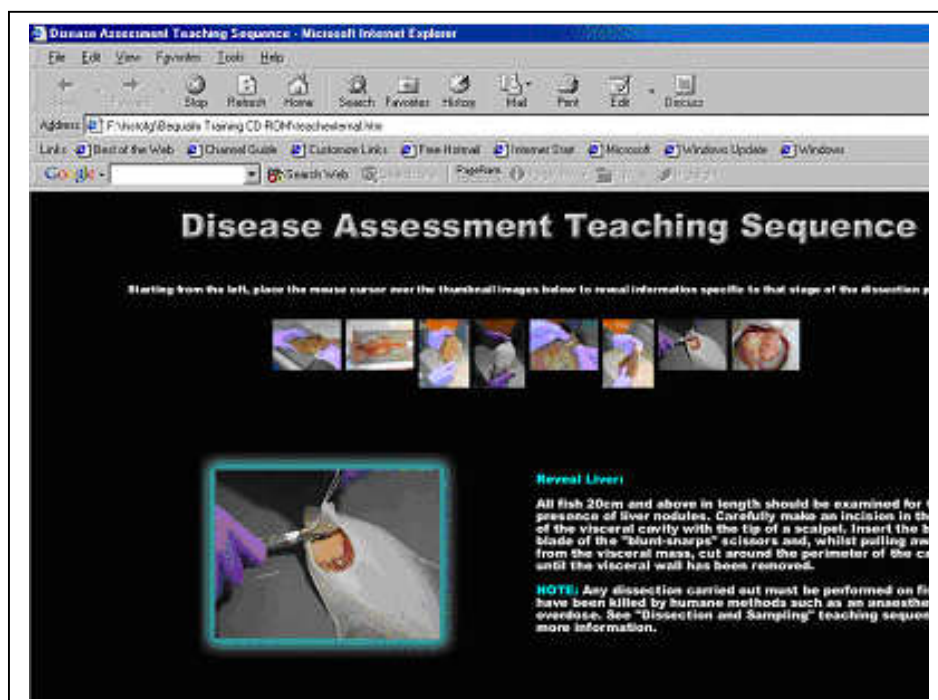 Disease Assessment Teaching Sequence - Microsoft Internet Explorer
File Edit View Favorites Tools Help
Stop Refresh Home Search Favorites History Mail Print Edit Discuss
Address
Links Best of the Web Channel Guide Customize Links Free Hotmail Internet Start Microsoft Windows Update Windows
Google Search Web PageRank
Disease Assessment Teaching Sequence
Starting from the left, place the mouse cursor over the thumbnail images below to reveal information specific to that stage of the dissection p
Reveal Liver:
All fish 20cm and above in length should be examined for
presence of liver nodules. Carefully make an incision in the
of the visceral cavity with the tip of a scalpel. Insert the b
blade of the "blunt-snarps" scissors and, whilst pulling aw
from the visceral mass, cut around the perimeter of the ca
until the visceral wall has been removed.
NOTE: Any dissection carried out must be performed on fi
have been killed by humane methods such as an anaesthe
overdose. See "Dissection and Sampling" teaching sequen
more information.